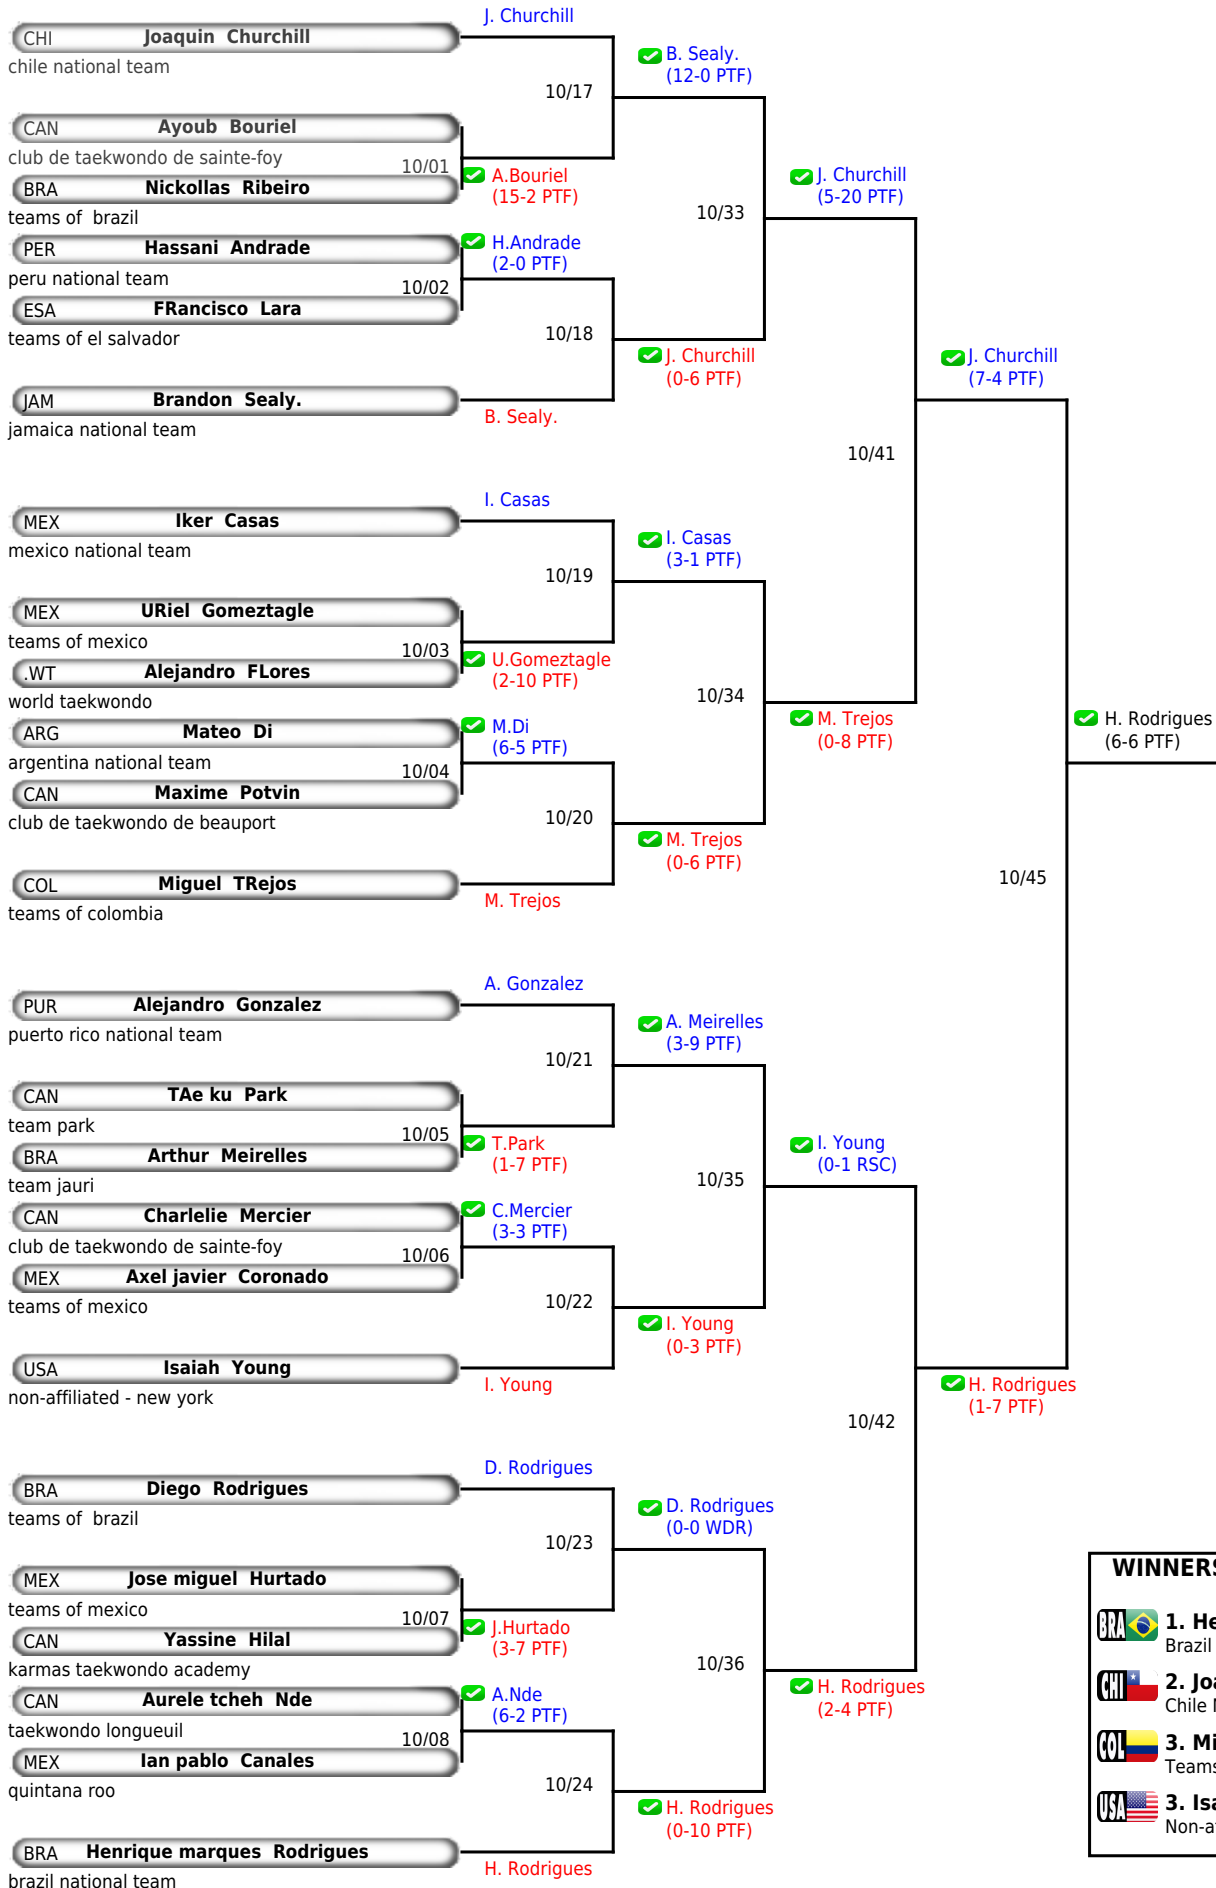 J. Churchill
CHI Joaquin Churchill
chile national team
B. Sealy.
(12-0 PTF)
10/17
CAN Ayoub Bouriel
club de taekwondo de sainte-foy
10/01
A.Bouriel
(15-2 PTF)
BRA Nickollas Ribeiro
teams of brazil
J. Churchill
(5-20 PTF)
10/33
PER Hassani Andrade
peru national team
H.Andrade
(2-0 PTF)
10/02
ESA FRancisco Lara
teams of el salvador
10/18
J. Churchill
(0-6 PTF)
J. Churchill
(7-4 PTF)
JAM Brandon Sealy.
jamaica national team
B. Sealy.
10/41
I. Casas
MEX Iker Casas
mexico national team
I. Casas
(3-1 PTF)
10/19
MEX URiel Gomeztagle
teams of mexico
10/03
U.Gomeztagle
(2-10 PTF)
.WT Alejandro FLores
world taekwondo
10/34
M. Trejos
(0-8 PTF)
H. Rodrigues
(6-6 PTF)
ARG Mateo Di
argentina national team
M.Di
(6-5 PTF)
10/04
CAN Maxime Potvin
club de taekwondo de beauport
10/20
M. Trejos
(0-6 PTF)
COL Miguel TRejos
teams of colombia
M. Trejos
10/45
A. Gonzalez
PUR Alejandro Gonzalez
puerto rico national team
A. Meirelles
(3-9 PTF)
10/21
CAN TAe ku Park
team park
10/05
T.Park
(1-7 PTF)
BRA Arthur Meirelles
team jauri
I. Young
(0-1 RSC)
10/35
CAN Charlelie Mercier
club de taekwondo de sainte-foy
C.Mercier
(3-3 PTF)
10/06
MEX Axel javier Coronado
teams of mexico
10/22
I. Young
(0-3 PTF)
USA Isaiah Young
non-affiliated - new york
I. Young
H. Rodrigues
(1-7 PTF)
10/42
D. Rodrigues
BRA Diego Rodrigues
teams of brazil
D. Rodrigues
(0-0 WDR)
10/23
MEX Jose miguel Hurtado
teams of mexico
10/07
J.Hurtado
(3-7 PTF)
CAN Yassine Hilal
karmas taekwondo academy
10/36
H. Rodrigues
(2-4 PTF)
CAN Aurele tcheh Nde
taekwondo longueuil
A.Nde
(6-2 PTF)
10/08
MEX Ian pablo Canales
quintana roo
10/24
H. Rodrigues
(0-10 PTF)
BRA Henrique marques Rodrigues
brazil national team
H. Rodrigues
WINNERS
BRA 1. He
Brazil
CHI 2. Joa
Chile
COL 3. Mi
Teams
USA 3. Isa
Non-a